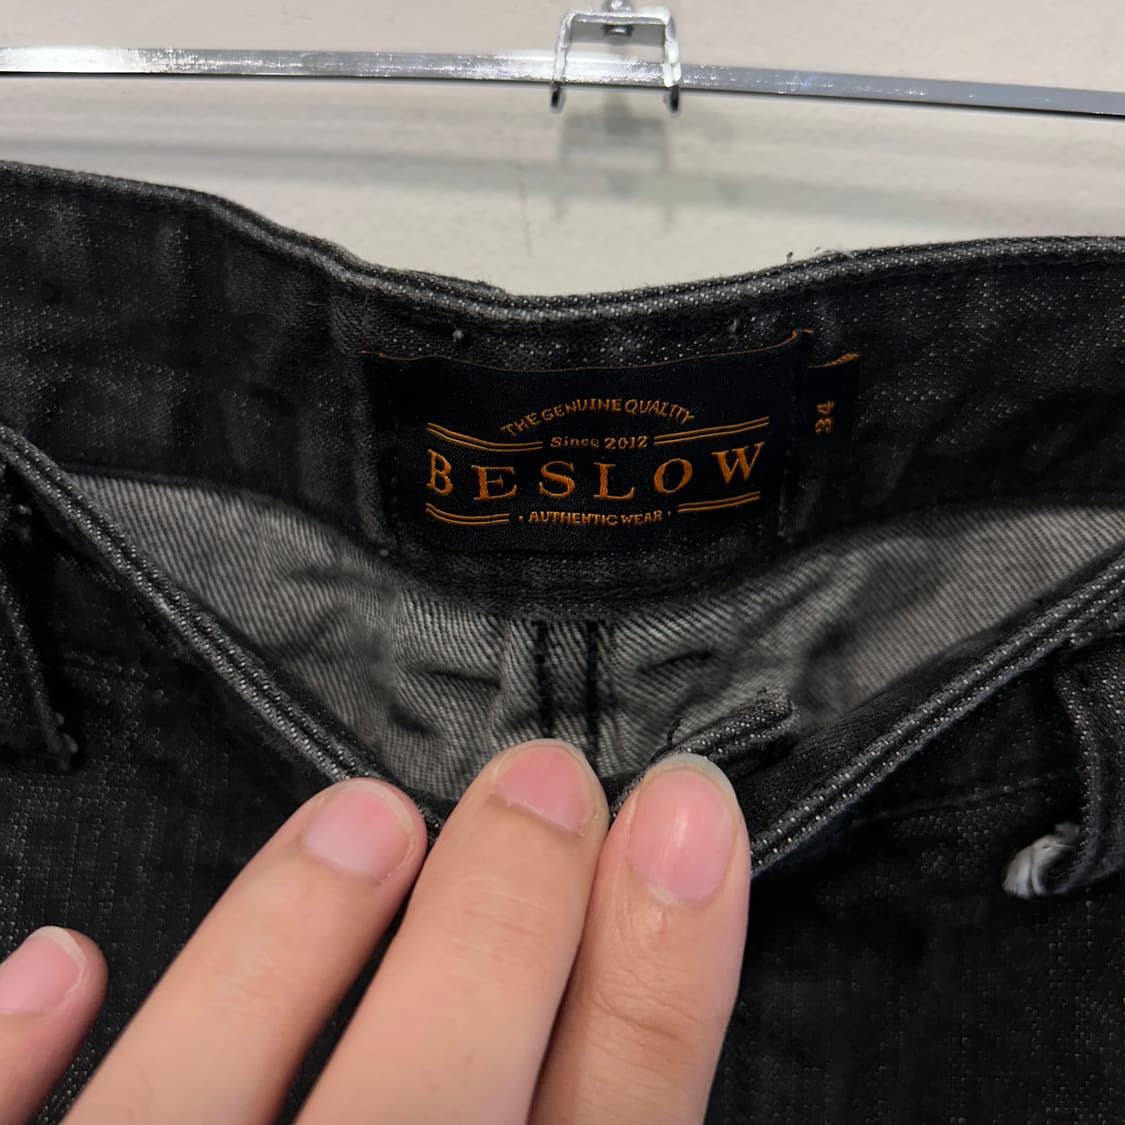 THE GENUINE QUALITY
Since 2012
BESLOW
· AUTHENTIC WEAR ·
34